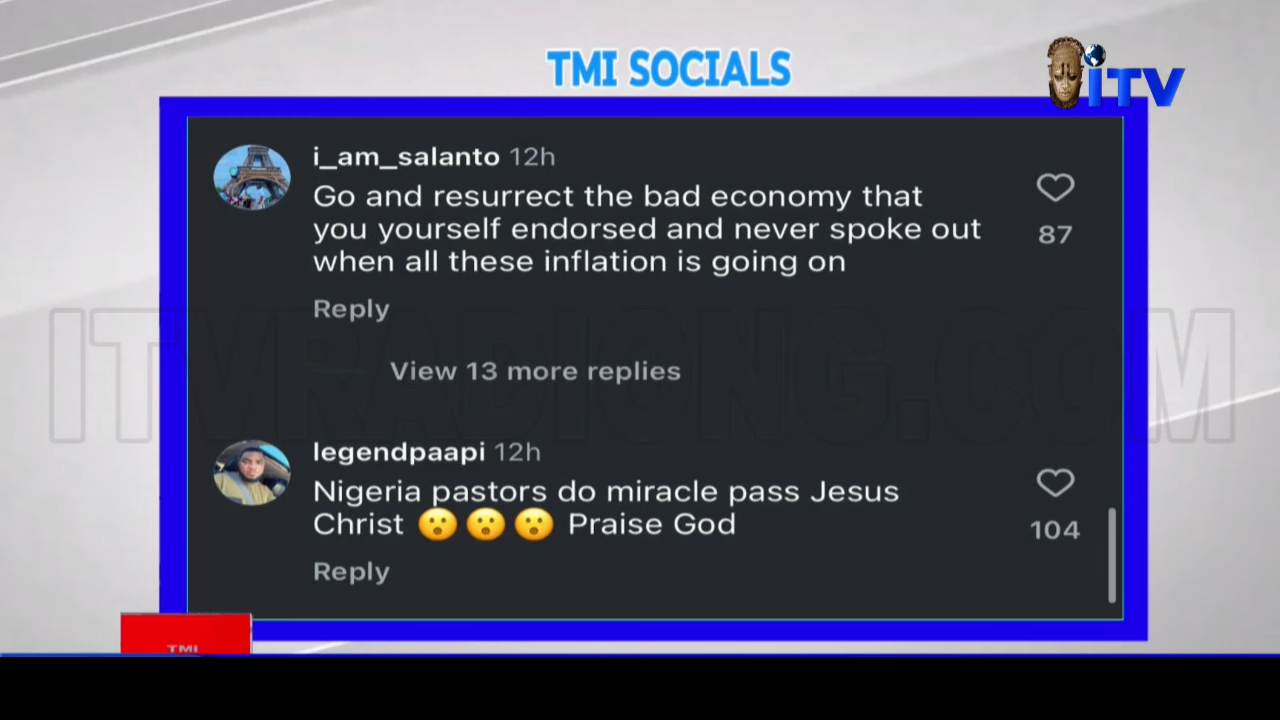 TMI SOCIALS
iTV
i_am_salanto 12h
Go and resurrect the bad economy that
you yourself endorsed and never spoke out
when all these inflation is going on
87
Reply
View 13 more replies
ITVRADIONG.COM
legendpaapi 12h
Nigeria pastors do miracle pass Jesus
Christ 😮😮😮 Praise God
104
Reply
TMI